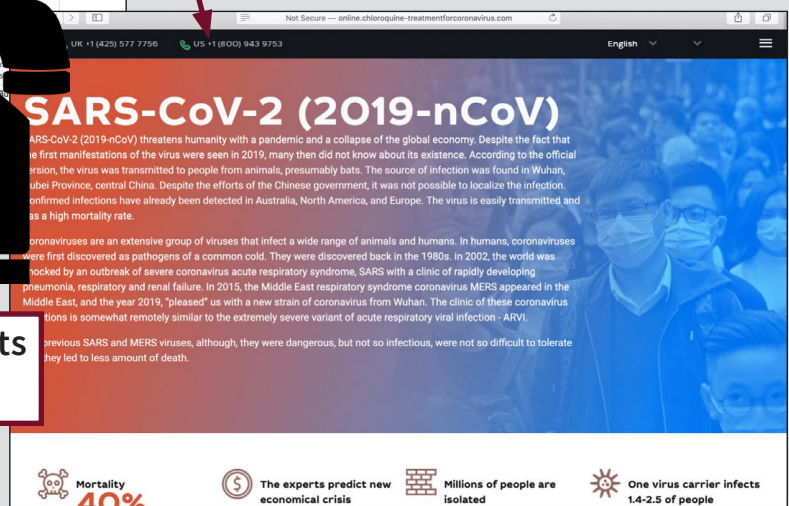 Not Secure — online.chloroquine-treatmentforcoronavirus.com
UK +1 (425) 577 7756
US +1 (800) 943 9753
English
SARS-CoV-2 (2019-nCoV)
ARS-CoV-2 (2019-nCoV) threatens humanity with a pandemic and a collapse of the global economy. Despite the fact that
e first manifestations of the virus were seen in 2019, many then did not know about its existence. According to the official
ersion, the virus was transmitted to people from animals, presumably bats. The source of infection was found in Wuhan,
ubei Province, central China. Despite the efforts of the Chinese government, it was not possible to localize the infection.
onfirmed infections have already been detected in Australia, North America, and Europe. The virus is easily transmitted and
as a high mortality rate.
oronaviruses are an extensive group of viruses that infect a wide range of animals and humans. In humans, coronaviruses
were first discovered as pathogens of a common cold. They were discovered back in the 1980s. in 2002, the world was
hocked by an outbreak of severe coronavirus acute respiratory syndrome, SARS with a clinic of rapidly developing
pneumonia, respiratory and renal failure. In 2015, the Middle East respiratory syndrome coronavirus MERS appeared in the
Middle East, and the year 2019, "pleased" us with a new strain of coronavirus from Wuhan. The clinic of these coronavirus
tions is somewhat remotely similar to the extremely severe variant of acute respiratory viral infection - ARVI.
ts
previous SARS and MERS viruses, although, they were dangerous, but not so infectious, were not so difficult to tolerate
they led to less amount of death.
Mortality
40%
The experts predict new
economical crisis
Millions of people are
isolated
One virus carrier infects
1.4-2.5 of people